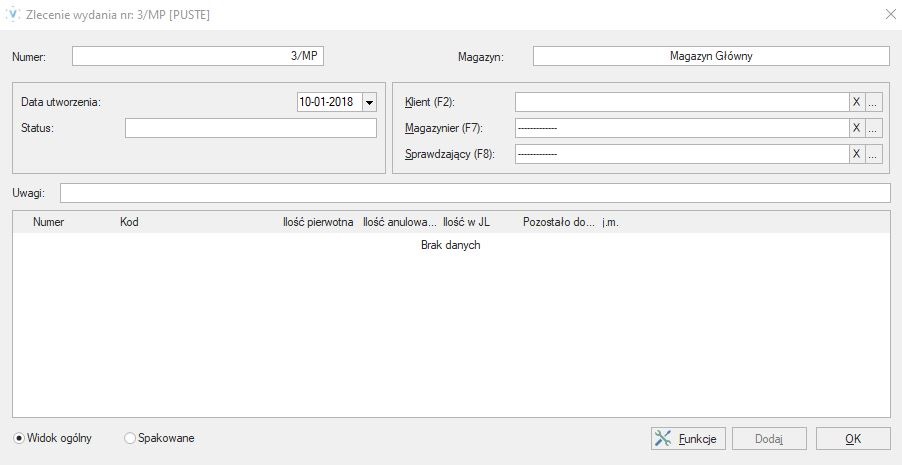 Zlecenie wydania nr: 3/MP [PUSTE]
Numer: 3/MP Magazyn: Magazyn Główny
Data utworzenia: 10-01-2018
Status:
Klient (F2): X ...
Magazynier (F7): ------------- X ...
Sprawdzający (F8): ------------- X ...
Uwagi:
Numer Kod Ilość pierwotna Ilość anulowa... Ilość w JL Pozostało do... j.m.
Brak danych
Widok ogólny Spakowane Funkcje Dodaj OK